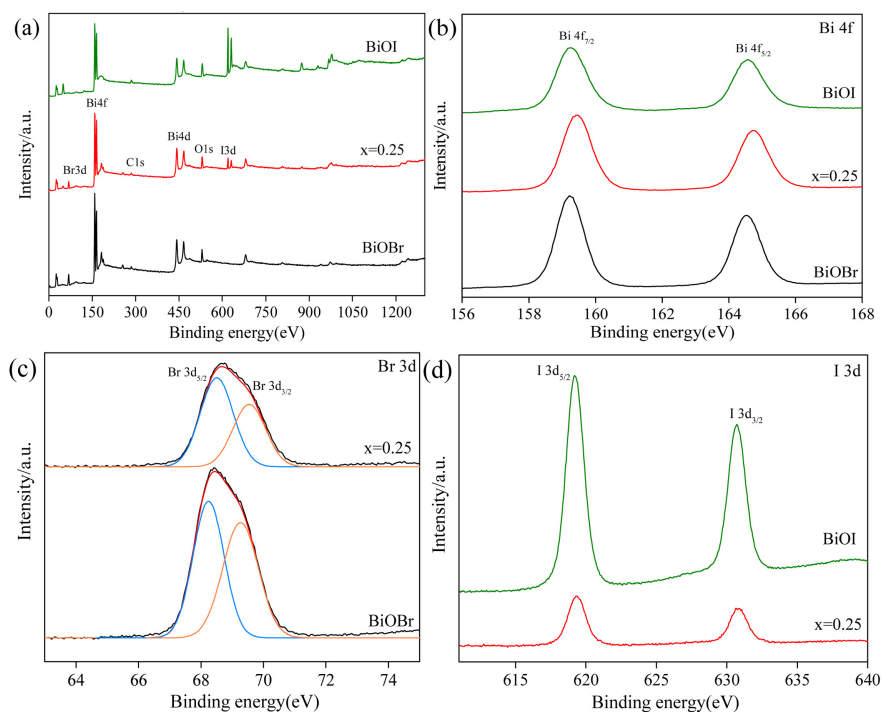 (a)
BiOI
Bi4f
x=0.25
Br3d
C1s
Bi4d
O1s
I3d
BiOBr
Intensity/a.u.
0 150 300 450 600 750 900 1050 1200
Binding energy(eV)
(b)
Bi 4f
Bi 4f7/2
Bi 4f5/2
BiOI
x=0.25
BiOBr
Intensity/a.u.
156 158 160 162 164 166 168
Binding energy(eV)
(c)
Br 3d
Br 3d5/2
Br 3d3/2
x=0.25
BiOBr
Intensity/a.u.
64 66 68 70 72 74
Binding energy(eV)
(d)
I 3d
I 3d5/2
I 3d3/2
BiOI
x=0.25
Intensity/a.u.
615 620 625 630 635 640
Binding energy(eV)